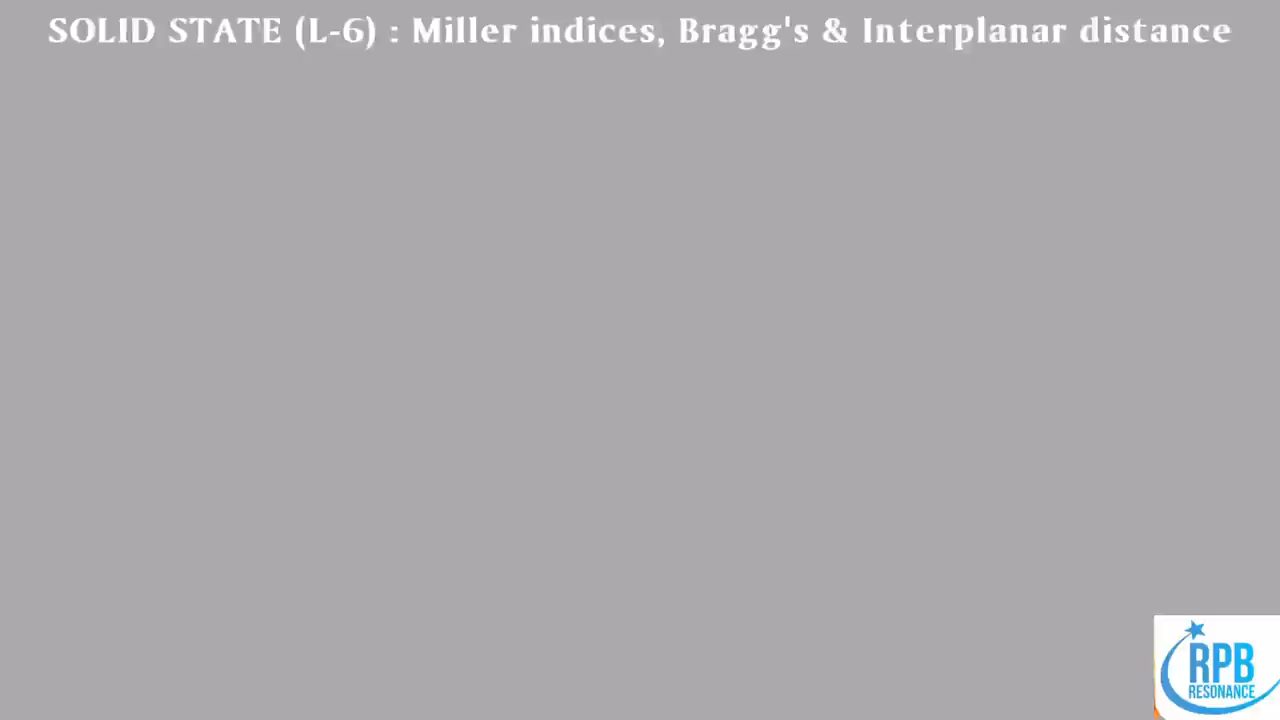 SOLID STATE (L-6) : Miller indices, Bragg's & Interplanar distance
RPB
RESONANCE